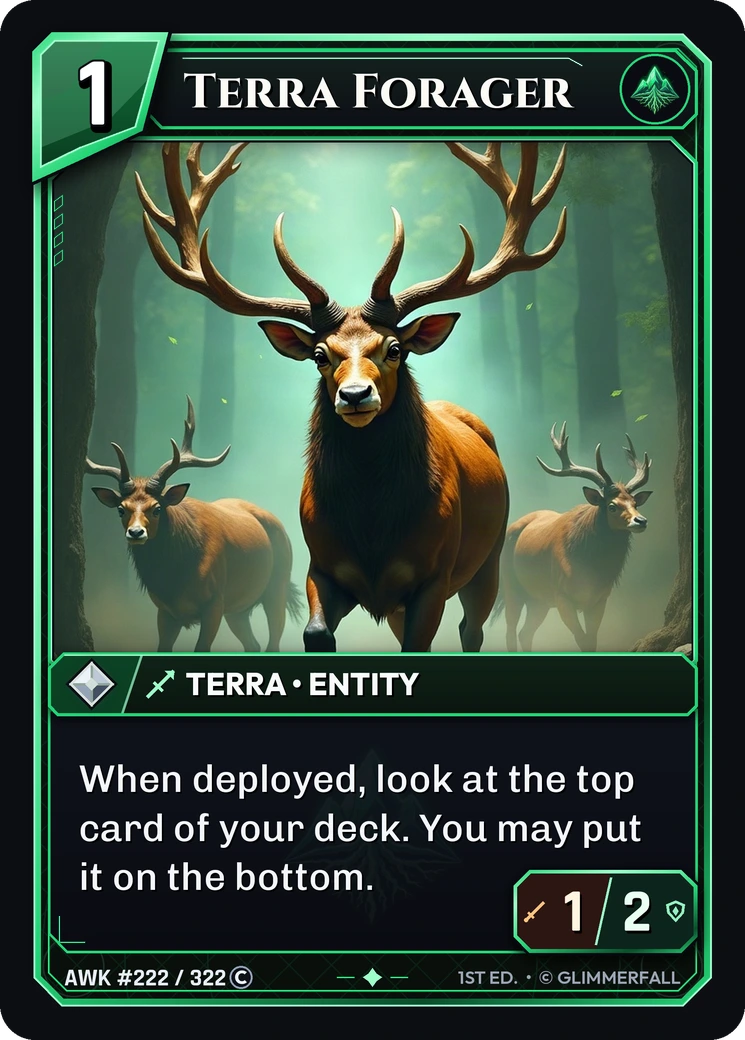 1
TERRA FORAGER
TERRA • ENTITY
When deployed, look at the top
card of your deck. You may put
it on the bottom.
1 / 2
AWK #222 / 322 Ⓒ
1ST ED. • © GLIMMERFALL